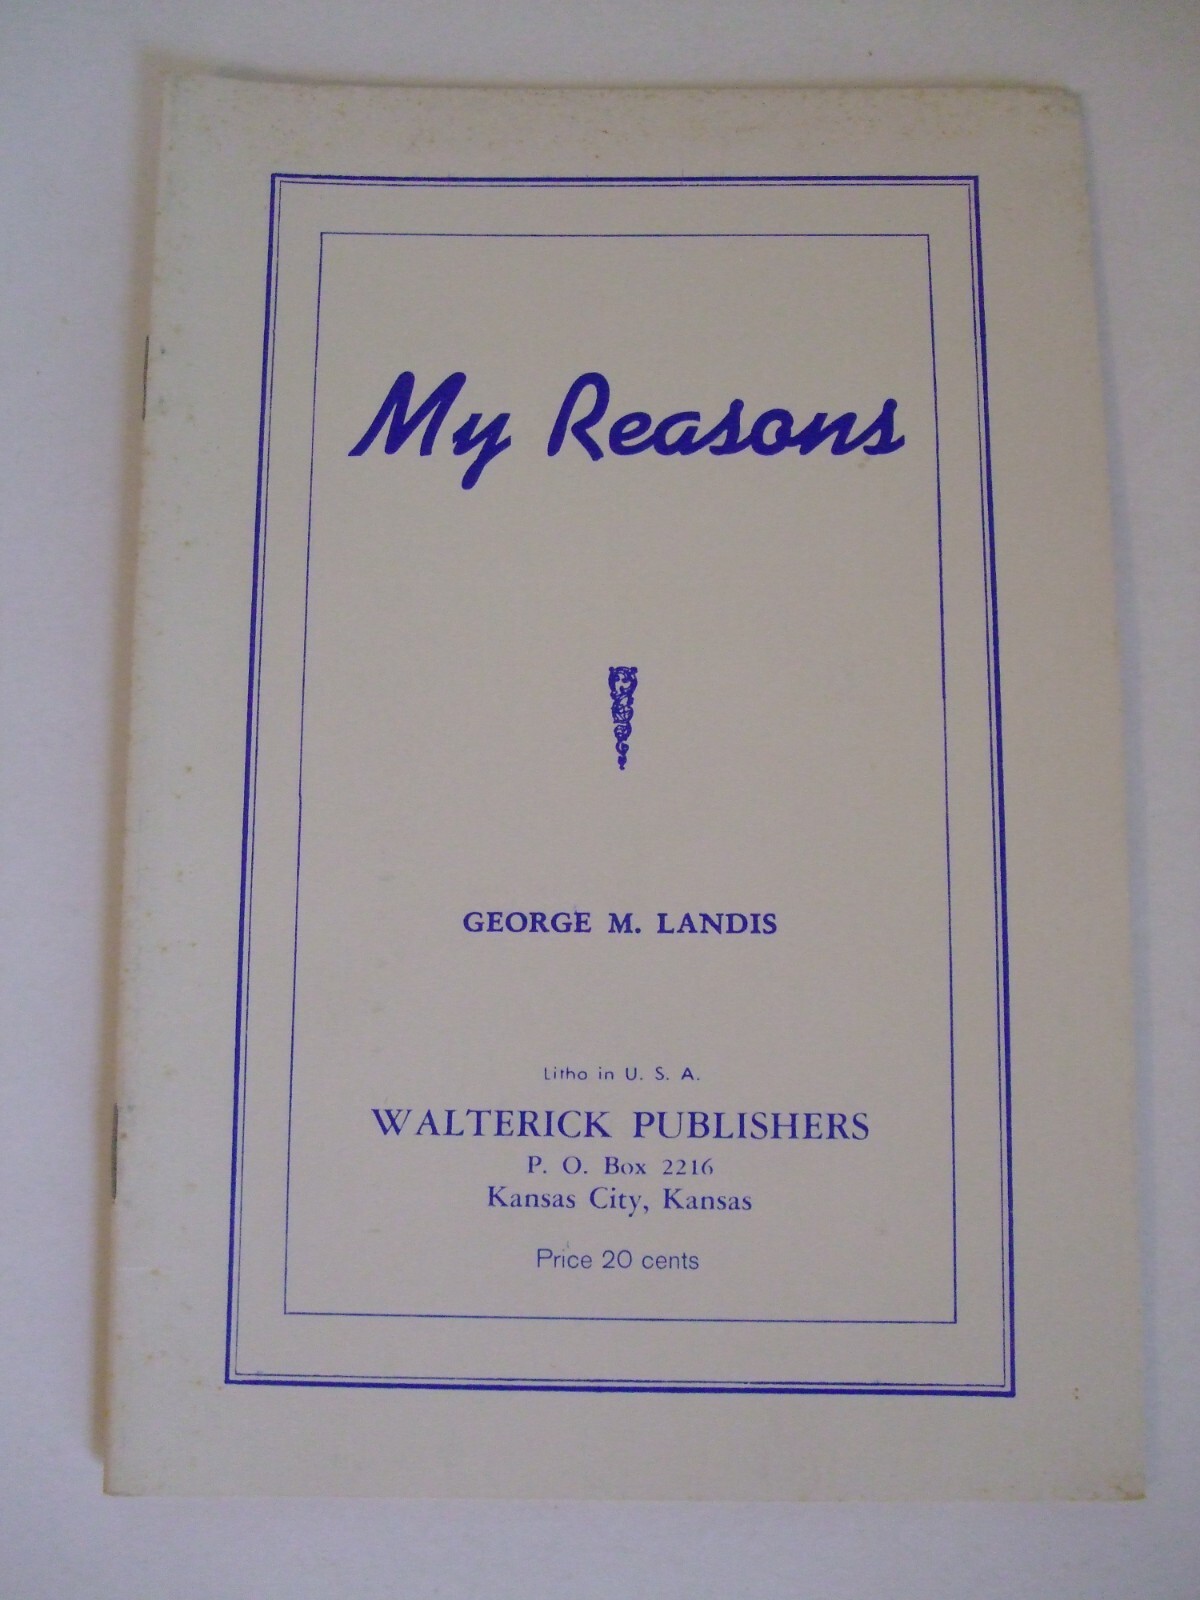 My Reasons
GEORGE M. LANDIS
Litho in U. S. A.
WALTERICK PUBLISHERS
P. O. Box 2216
Kansas City, Kansas
Price 20 cents